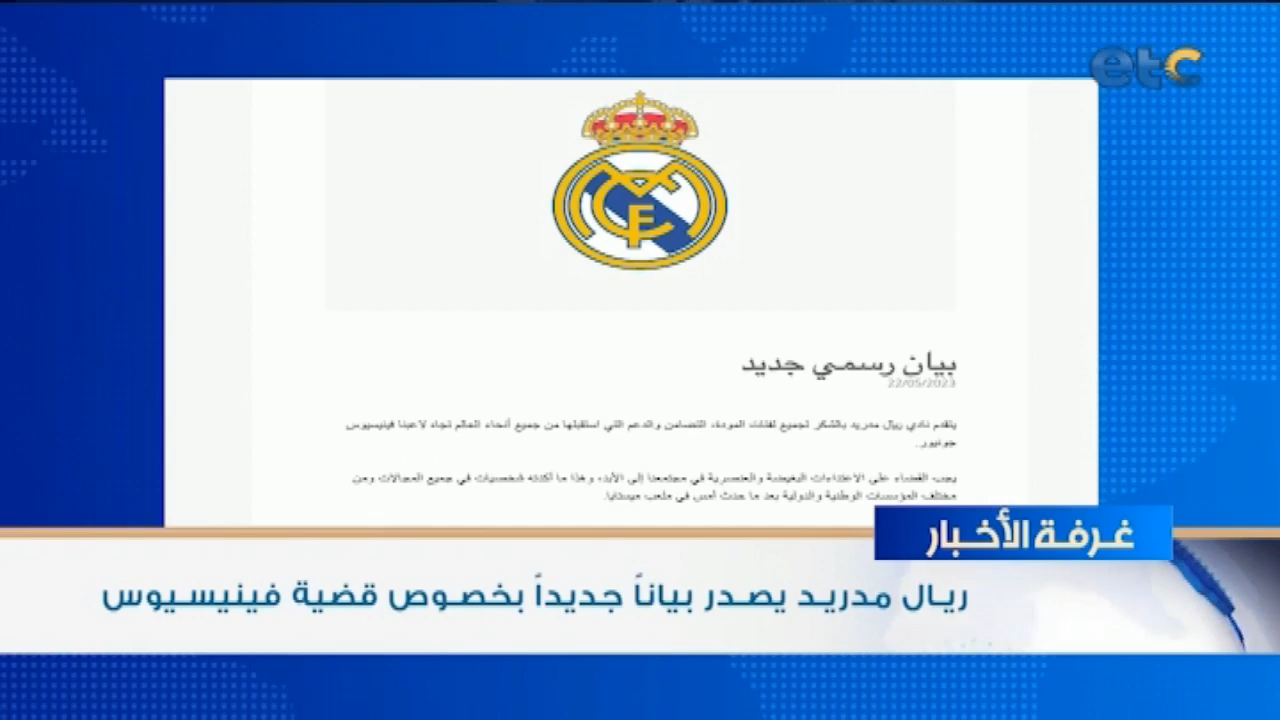 etc
بيان رسمي جديد
22/05/2023
يتقدم نادي ريال مدريد بالشكر لجميع لفتات المودة، التضامن والدعم التي استقبلها من جميع أنحاء العالم تجاه لاعبنا فينيسيوس
جونيور.
يجب القضاء على الاعتداءات البغيضة والعنصرية في مجتمعنا إلى الأبد، وهذا ما أكدته شخصيات في جميع المجالات ومن
مختلف المؤسسات الوطنية والدولية بعد ما حدث أمس في ملعب ميستايا.
غرفة الأخبار
ريال مدريد يصدر بياناً جديداً بخصوص قضية فينيسيوس